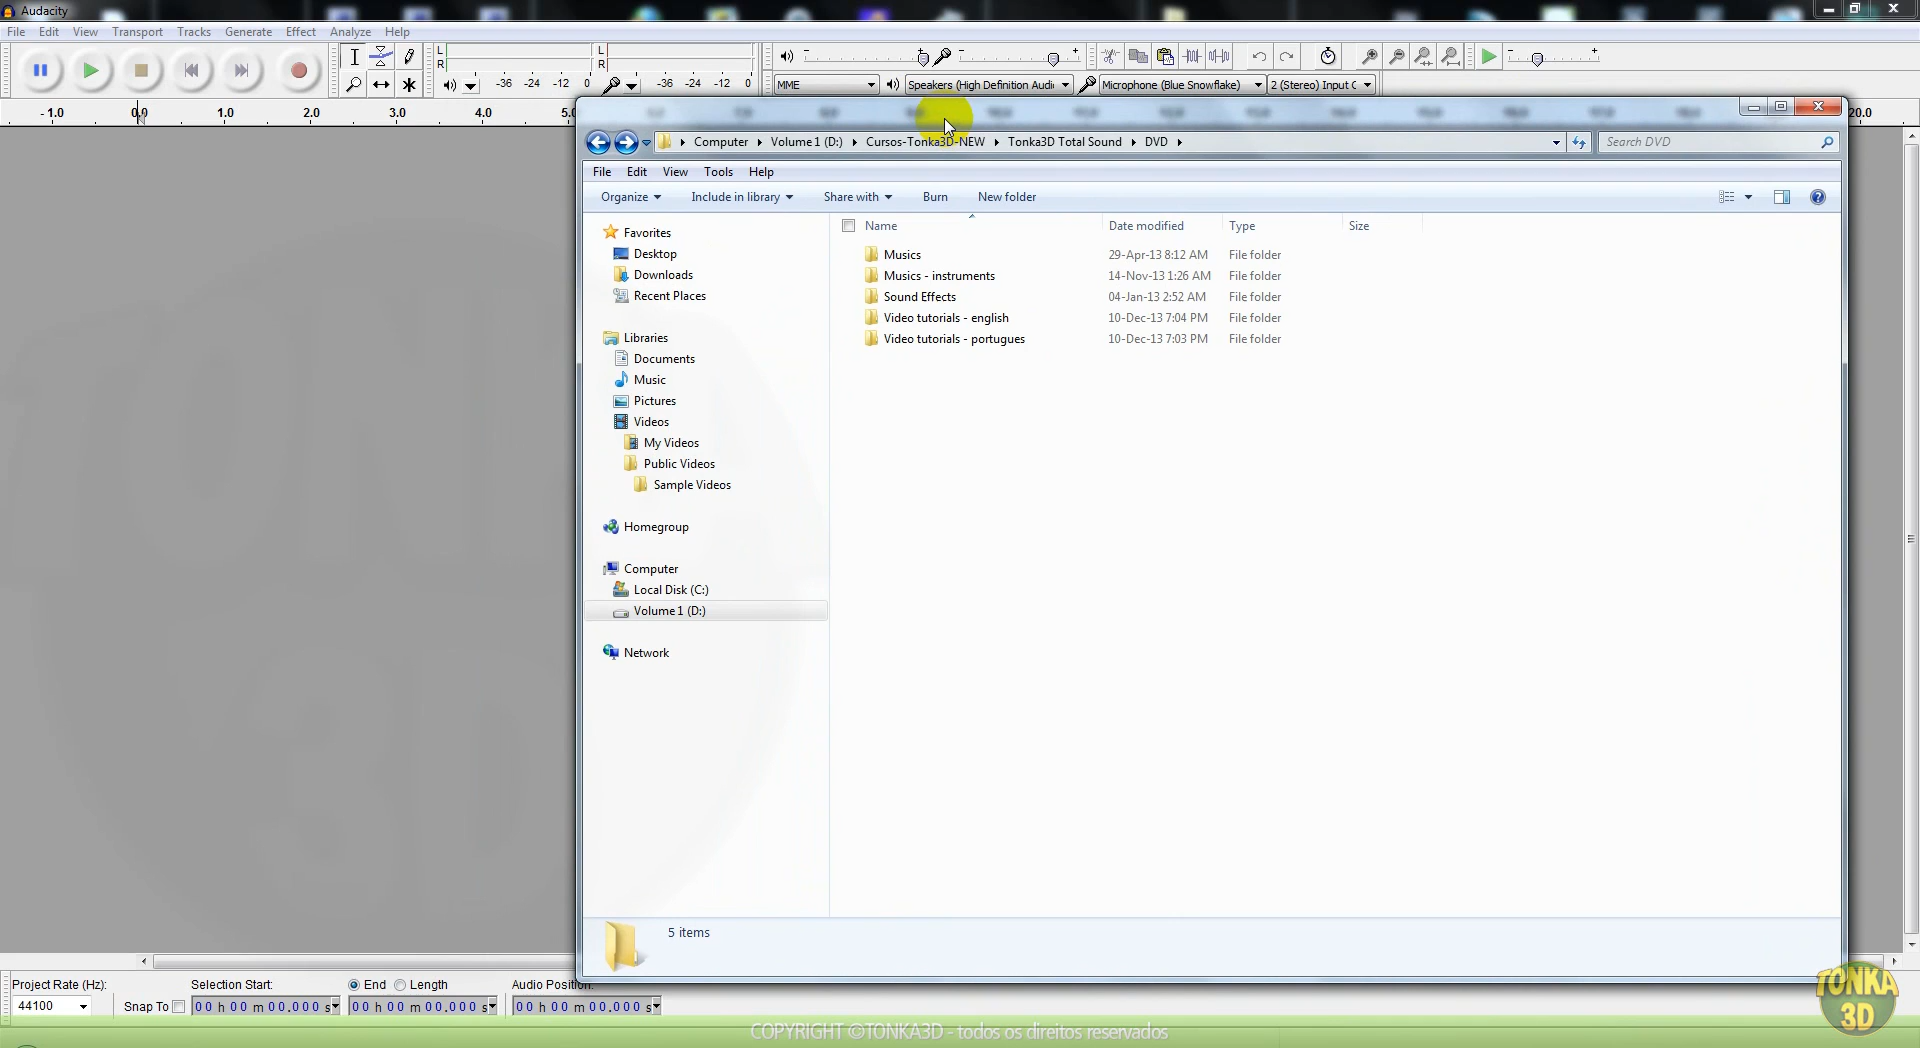 Audacity
File Edit View Transport Tracks Generate Effect Analyze Help
L
R
-36 -24 -12 0
L
R
-36 -24 -12 0
MME
Speakers (High Definition Audi
Microphone (Blue Snowflake)
2 (Stereo) Input C
- 1.0 0.0 1.0 2.0 3.0 4.0 5.0 20.0
Computer Volume 1 (D:) Cursos-Tonka3D-NEW Tonka3D Total Sound DVD
Search DVD
File Edit View Tools Help
Organize Include in library Share with Burn New folder
Name Date modified Type Size
Musics 29-Apr-13 8:12 AM File folder
Musics - instruments 14-Nov-13 1:26 AM File folder
Sound Effects 04-Jan-13 2:52 AM File folder
Video tutorials - english 10-Dec-13 7:04 PM File folder
Video tutorials - portugues 10-Dec-13 7:03 PM File folder
Favorites
Desktop
Downloads
Recent Places
Libraries
Documents
Music
Pictures
Videos
My Videos
Public Videos
Sample Videos
Homegroup
Computer
Local Disk (C:)
Volume 1 (D:)
Network
5 items
Project Rate (Hz): Selection Start: End Length Audio Position:
44100 Snap To 00 h 00 m 00.000 s 00 h 00 m 00.000 s 00 h 00 m 00.000 s
TONKA
3D
COPYRIGHT ©TONKA3D - todos os direitos reservados